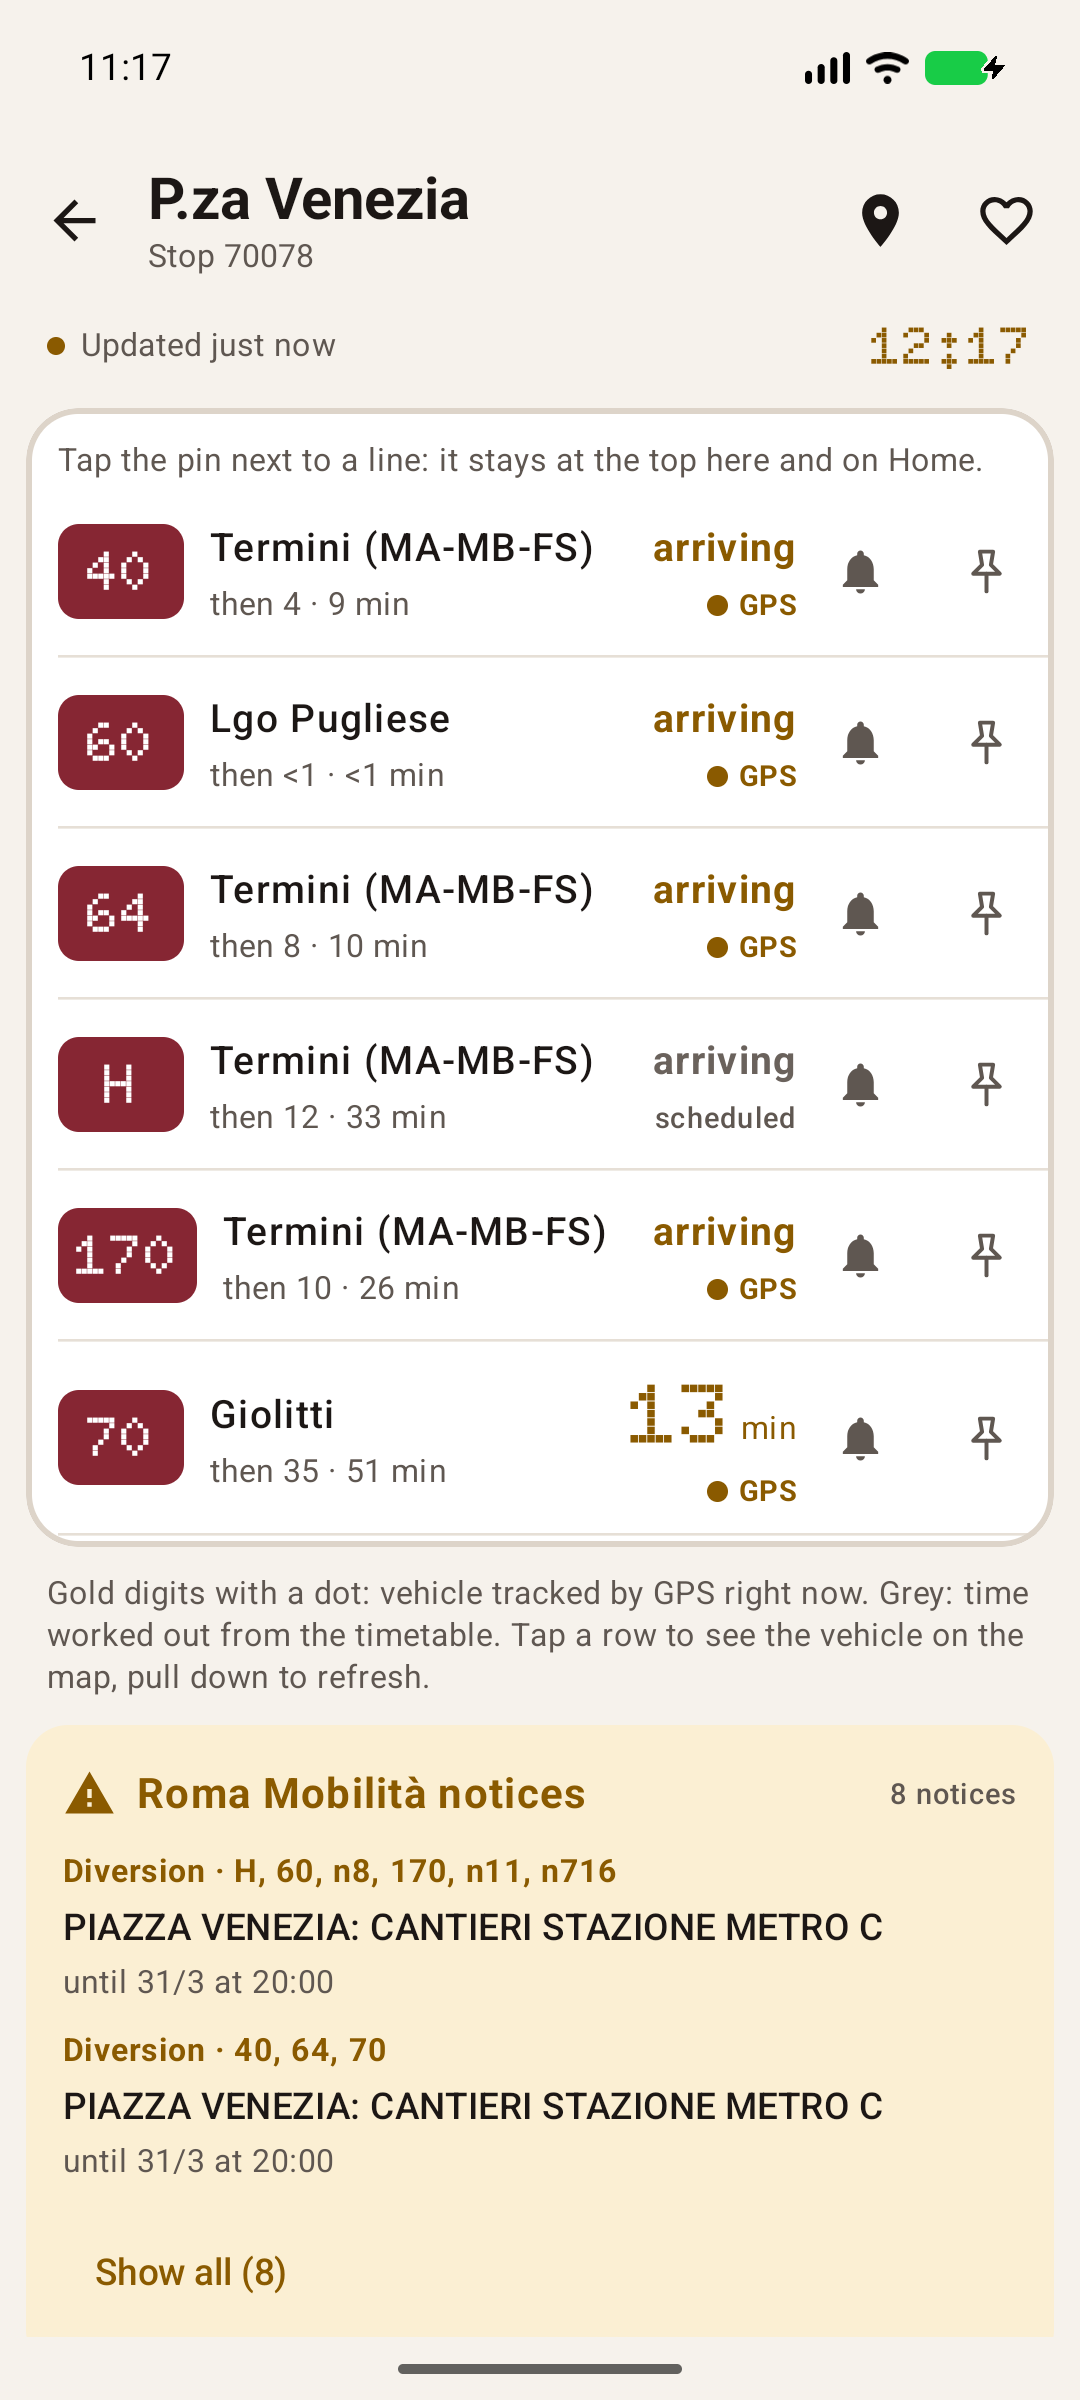 11:17
P.za Venezia
Stop 70078
Updated just now
12:17
Tap the pin next to a line: it stays at the top here and on Home.
40 Termini (MA-MB-FS) arriving
then 4 · 9 min GPS
60 Lgo Pugliese arriving
then <1 · <1 min GPS
64 Termini (MA-MB-FS) arriving
then 8 · 10 min GPS
H Termini (MA-MB-FS) arriving
then 12 · 33 min scheduled
170 Termini (MA-MB-FS) arriving
then 10 · 26 min GPS
70 Giolitti 13 min
then 35 · 51 min GPS
Gold digits with a dot: vehicle tracked by GPS right now. Grey: time
worked out from the timetable. Tap a row to see the vehicle on the
map, pull down to refresh.
Roma Mobilità notices 8 notices
Diversion · H, 60, n8, 170, n11, n716
PIAZZA VENEZIA: CANTIERI STAZIONE METRO C
until 31/3 at 20:00
Diversion · 40, 64, 70
PIAZZA VENEZIA: CANTIERI STAZIONE METRO C
until 31/3 at 20:00
Show all (8)